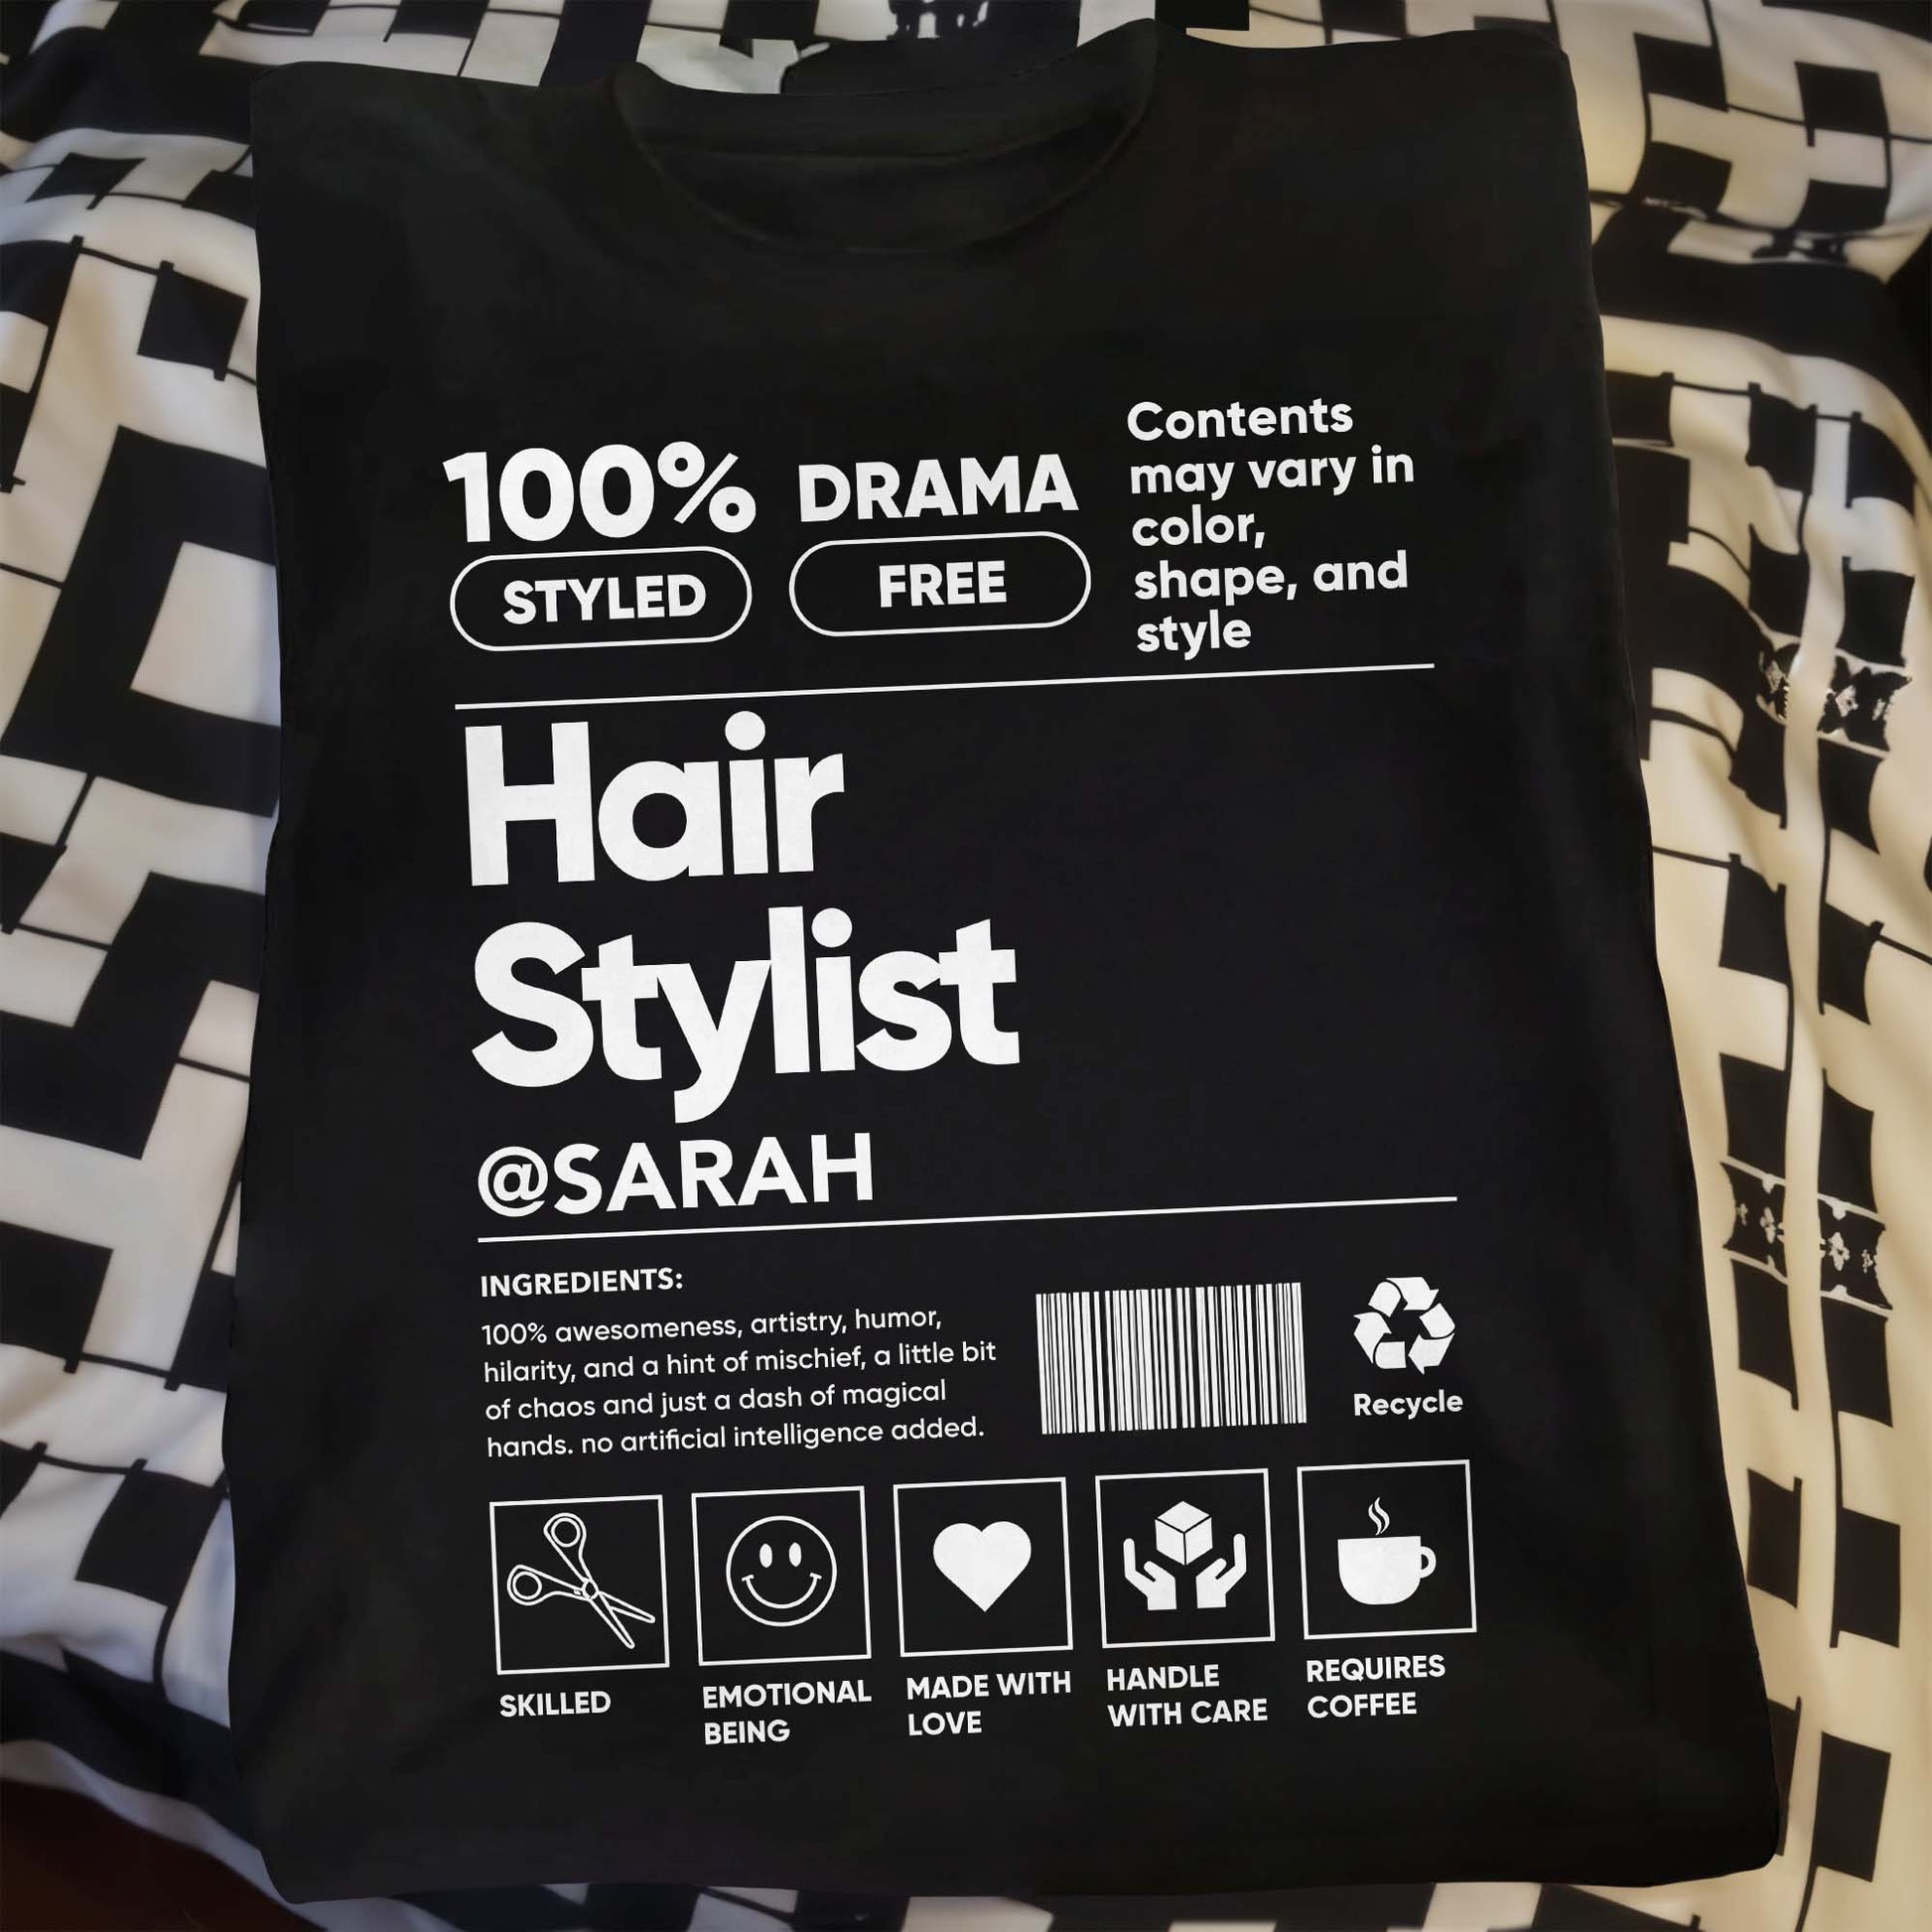 100%
STYLED
DRAMA
FREE
Contents
may vary in
color,
shape, and
style
Hair
Stylist
@SARAH
INGREDIENTS:
100% awesomeness, artistry, humor,
hilarity, and a hint of mischief, a little bit
of chaos and just a dash of magical
hands. no artificial intelligence added.
Recycle
SKILLED
EMOTIONAL
BEING
MADE WITH
LOVE
HANDLE
WITH CARE
REQUIRES
COFFEE